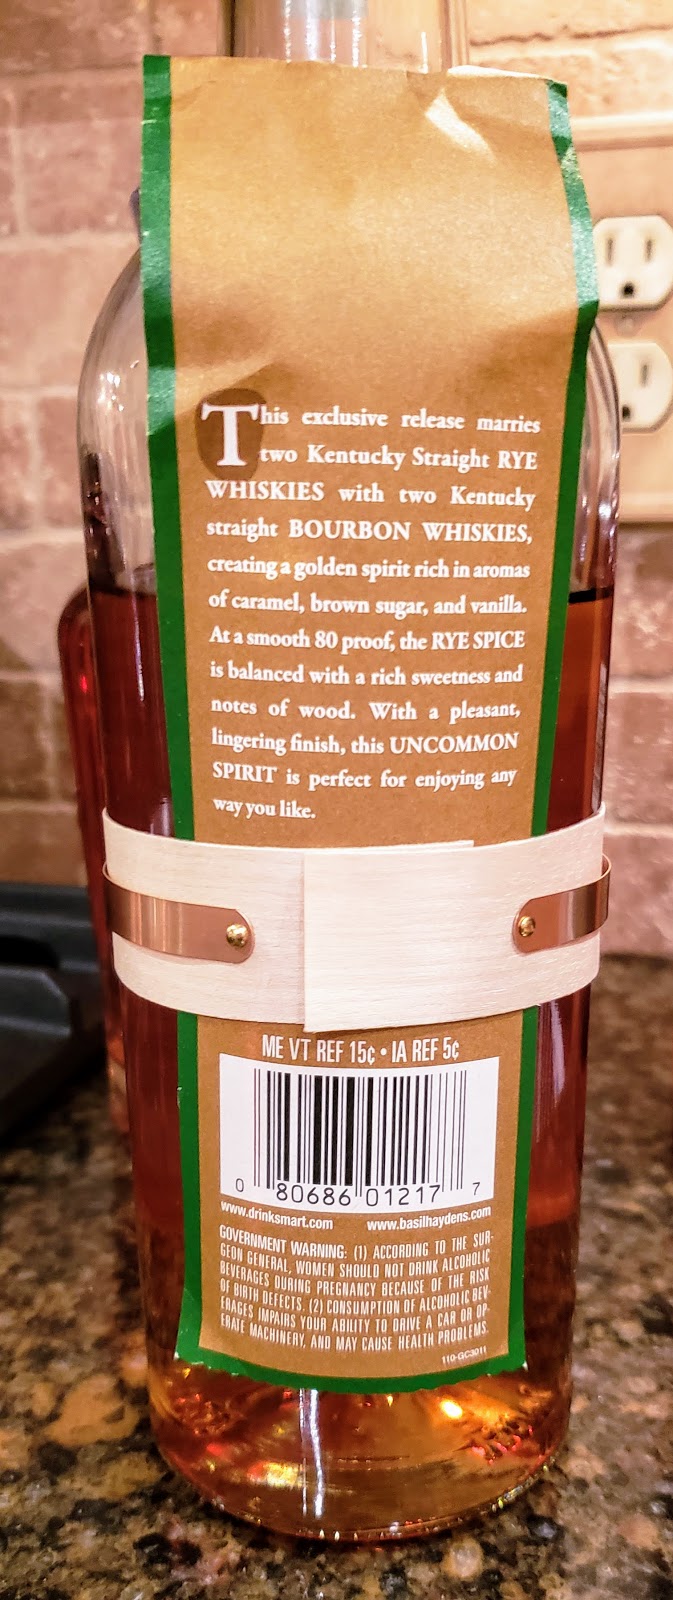 This exclusive release marries
two Kentucky Straight RYE
WHISKIES with two Kentucky
straight BOURBON WHISKIES,
creating a golden spirit rich in aromas
of caramel, brown sugar, and vanilla.
At a smooth 80 proof, the RYE SPICE
is balanced with a rich sweetness and
notes of wood. With a pleasant,
lingering finish, this UNCOMMON
SPIRIT is perfect for enjoying any
way you like.
ME VT REF 15¢ • IA REF 5¢
0 80686 01217 7
www.drinksmart.com www.basilhaydens.com
GOVERNMENT WARNING: (1) ACCORDING TO THE SUR-
GEON GENERAL, WOMEN SHOULD NOT DRINK ALCOHOLIC
BEVERAGES DURING PREGNANCY BECAUSE OF THE RISK
OF BIRTH DEFECTS. (2) CONSUMPTION OF ALCOHOLIC BEV-
ERAGES IMPAIRS YOUR ABILITY TO DRIVE A CAR OR OP-
ERATE MACHINERY, AND MAY CAUSE HEALTH PROBLEMS.
110-GC3011